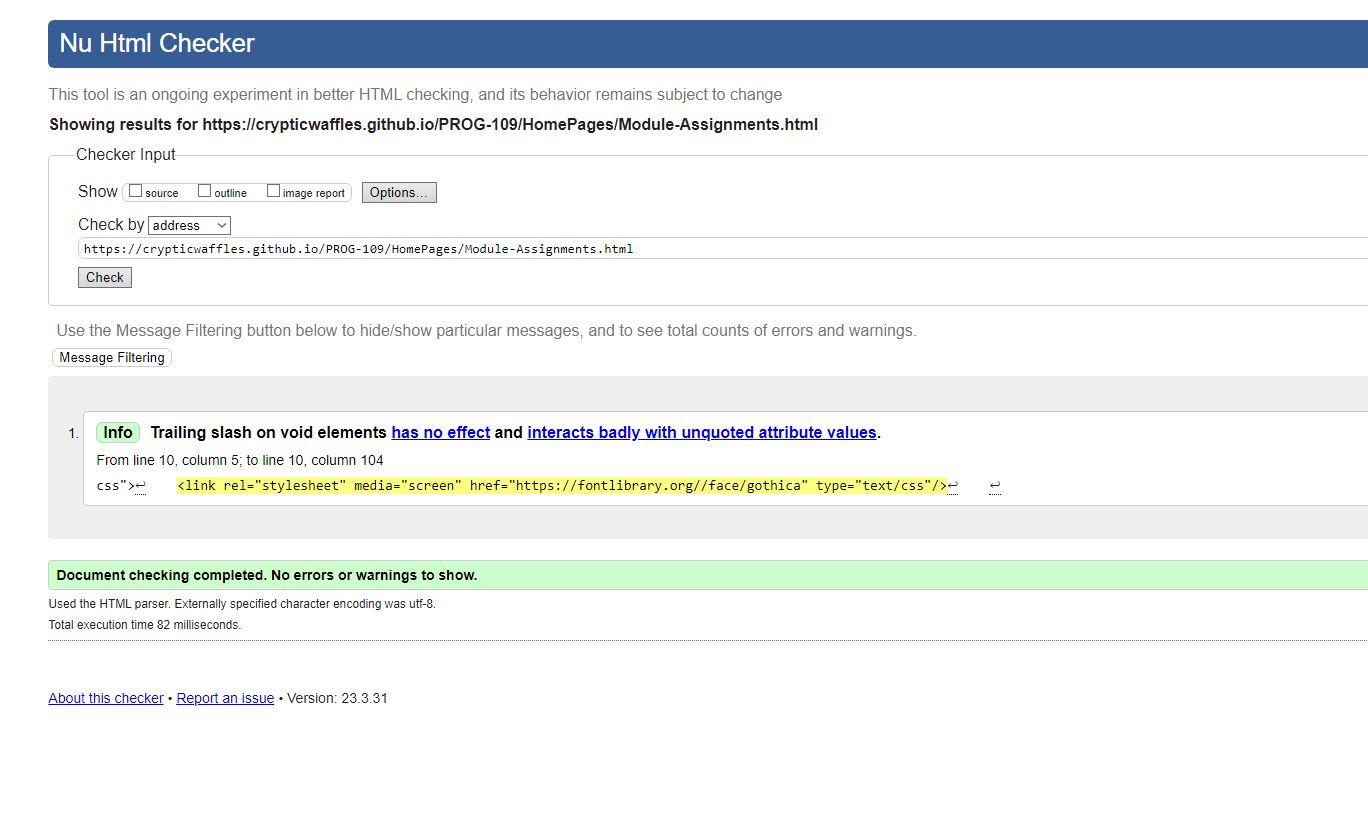 Nu Html Checker
This tool is an ongoing experiment in better HTML checking, and its behavior remains subject to change
Showing results for https://crypticwaffles.github.io/PROG-109/HomePages/Module-Assignments.html
Checker Input
Show source outline image report Options...
Check by address
https://crypticwaffles.github.io/PROG-109/HomePages/Module-Assignments.html
Check
Use the Message Filtering button below to hide/show particular messages, and to see total counts of errors and warnings.
Message Filtering
1. Info Trailing slash on void elements has no effect and interacts badly with unquoted attribute values.
From line 10, column 5; to line 10, column 104
css">↩ <link rel="stylesheet" media="screen" href="https://fontlibrary.org//face/gothica" type="text/css"/>↩ ↩
Document checking completed. No errors or warnings to show.
Used the HTML parser. Externally specified character encoding was utf-8.
Total execution time 82 milliseconds.
About this checker • Report an issue • Version: 23.3.31